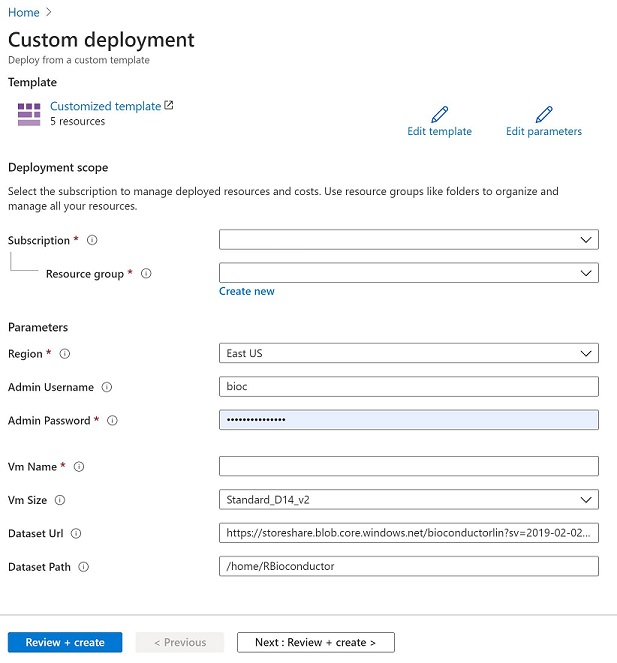 Home >
Custom deployment
Deploy from a custom template
Template
Customized template
5 resources
Edit template
Edit parameters
Deployment scope
Select the subscription to manage deployed resources and costs. Use resource groups like folders to organize and
manage all your resources.
Subscription *
Resource group *
Create new
Parameters
Region *
East US
Admin Username
bioc
Admin Password *
•••••••••••••••
Vm Name *
Vm Size
Standard_D14_v2
Dataset Url
https://storeshare.blob.core.windows.net/bioconductorlin?sv=2019-02-02...
Dataset Path
/home/RBioconductor
Review + create
< Previous
Next : Review + create >